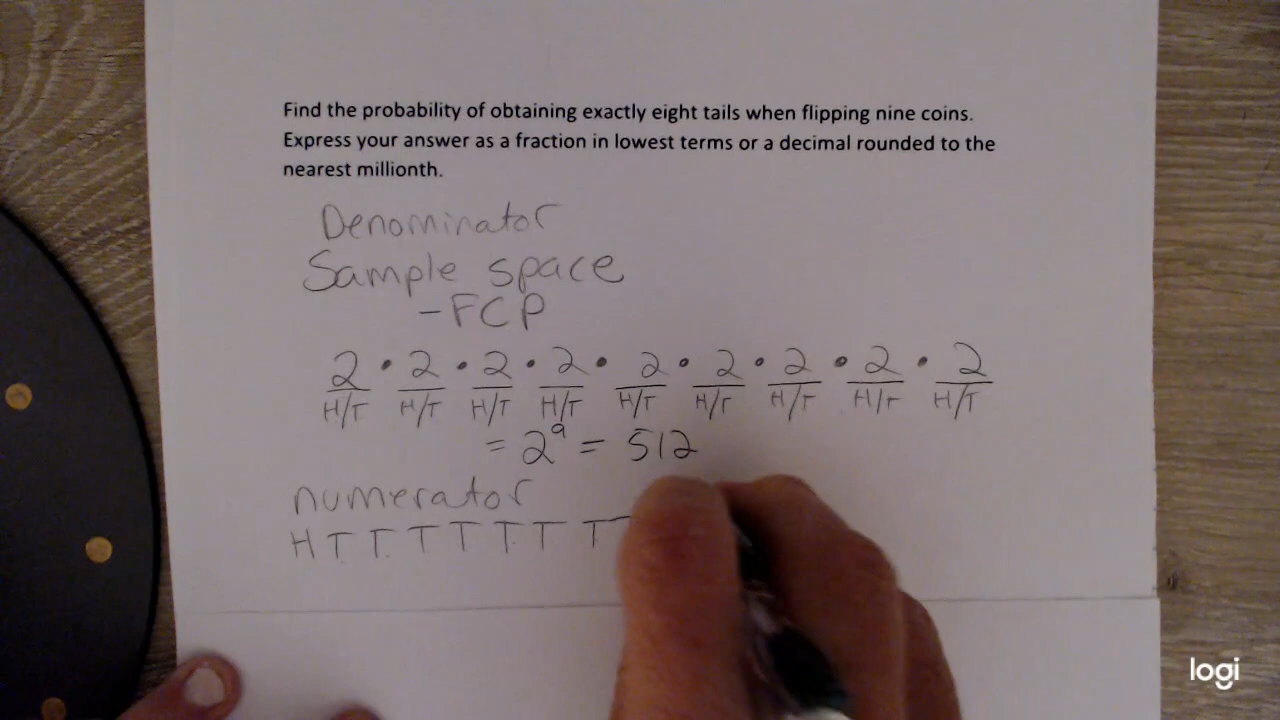 Find the probability of obtaining exactly eight tails when flipping nine coins.
Express your answer as a fraction in lowest terms or a decimal rounded to the
nearest millionth.
Denominator
Sample space
-FCP
2 • 2 • 2 • 2 • 2 • 2 • 2 • 2 • 2
H/T H/T H/T H/T H/T H/T H/T H/T H/T
= 2⁹ = 512
numerator
H T T T T T T T
logi